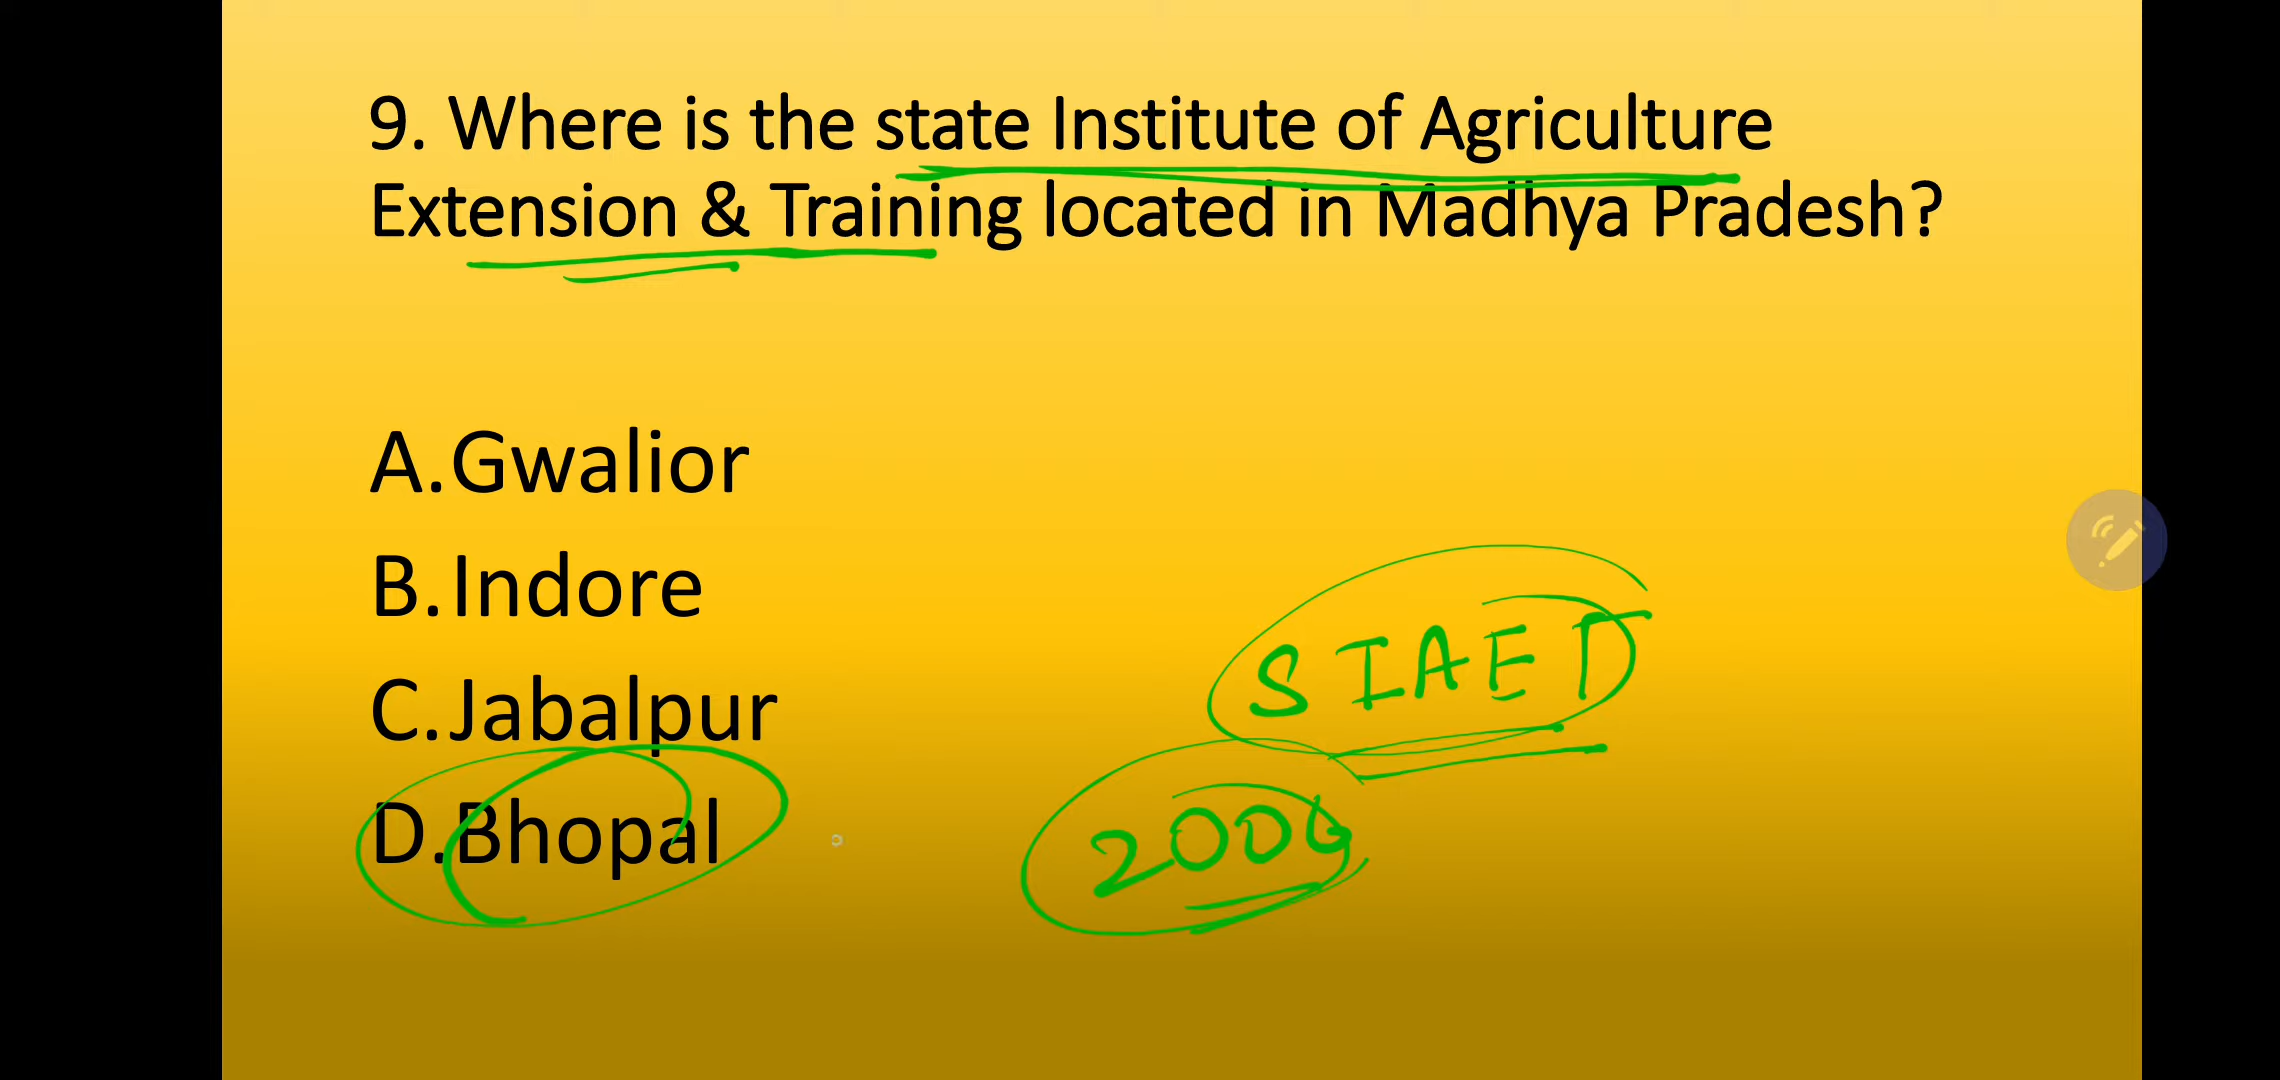 9. Where is the state Institute of Agriculture
Extension & Training located in Madhya Pradesh?
A. Gwalior
B. Indore
C. Jabalpur
SIAET
D. Bhopal